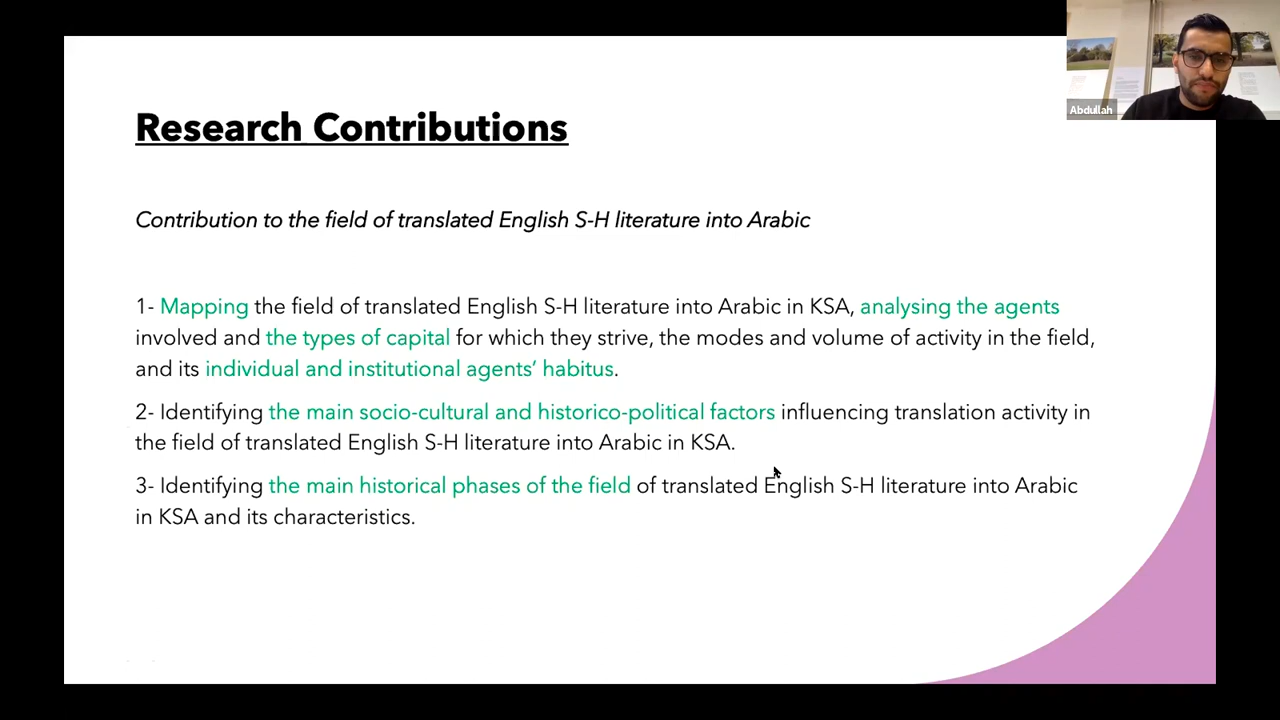 Abdullah
Research Contributions
Contribution to the field of translated English S-H literature into Arabic
1- Mapping the field of translated English S-H literature into Arabic in KSA, analysing the agents
involved and the types of capital for which they strive, the modes and volume of activity in the field,
and its individual and institutional agents’ habitus.
2- Identifying the main socio-cultural and historico-political factors influencing translation activity in
the field of translated English S-H literature into Arabic in KSA.
3- Identifying the main historical phases of the field of translated English S-H literature into Arabic
in KSA and its characteristics.